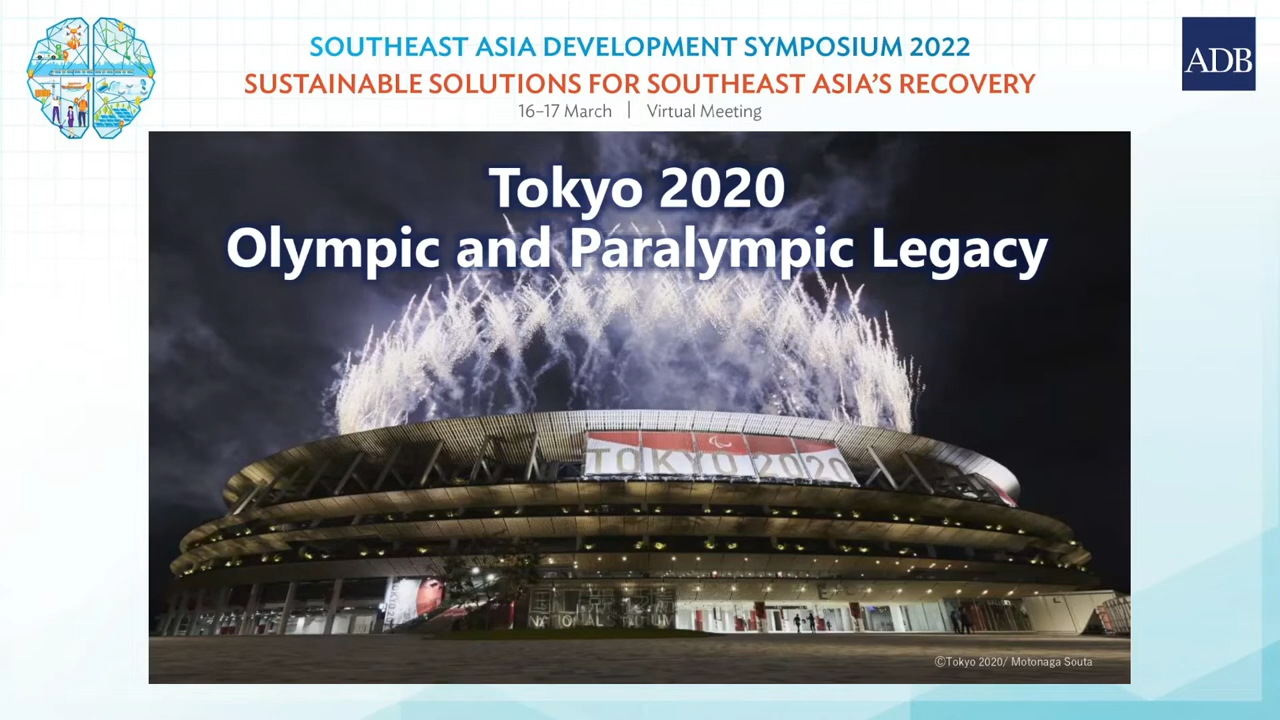 SOUTHEAST ASIA DEVELOPMENT SYMPOSIUM 2022
SUSTAINABLE SOLUTIONS FOR SOUTHEAST ASIA'S RECOVERY
16–17 March | Virtual Meeting
ADB
Tokyo 2020
Olympic and Paralympic Legacy
TOKYO 2020
NATIONAL STADIUM
©Tokyo 2020/ Motonaga Souta